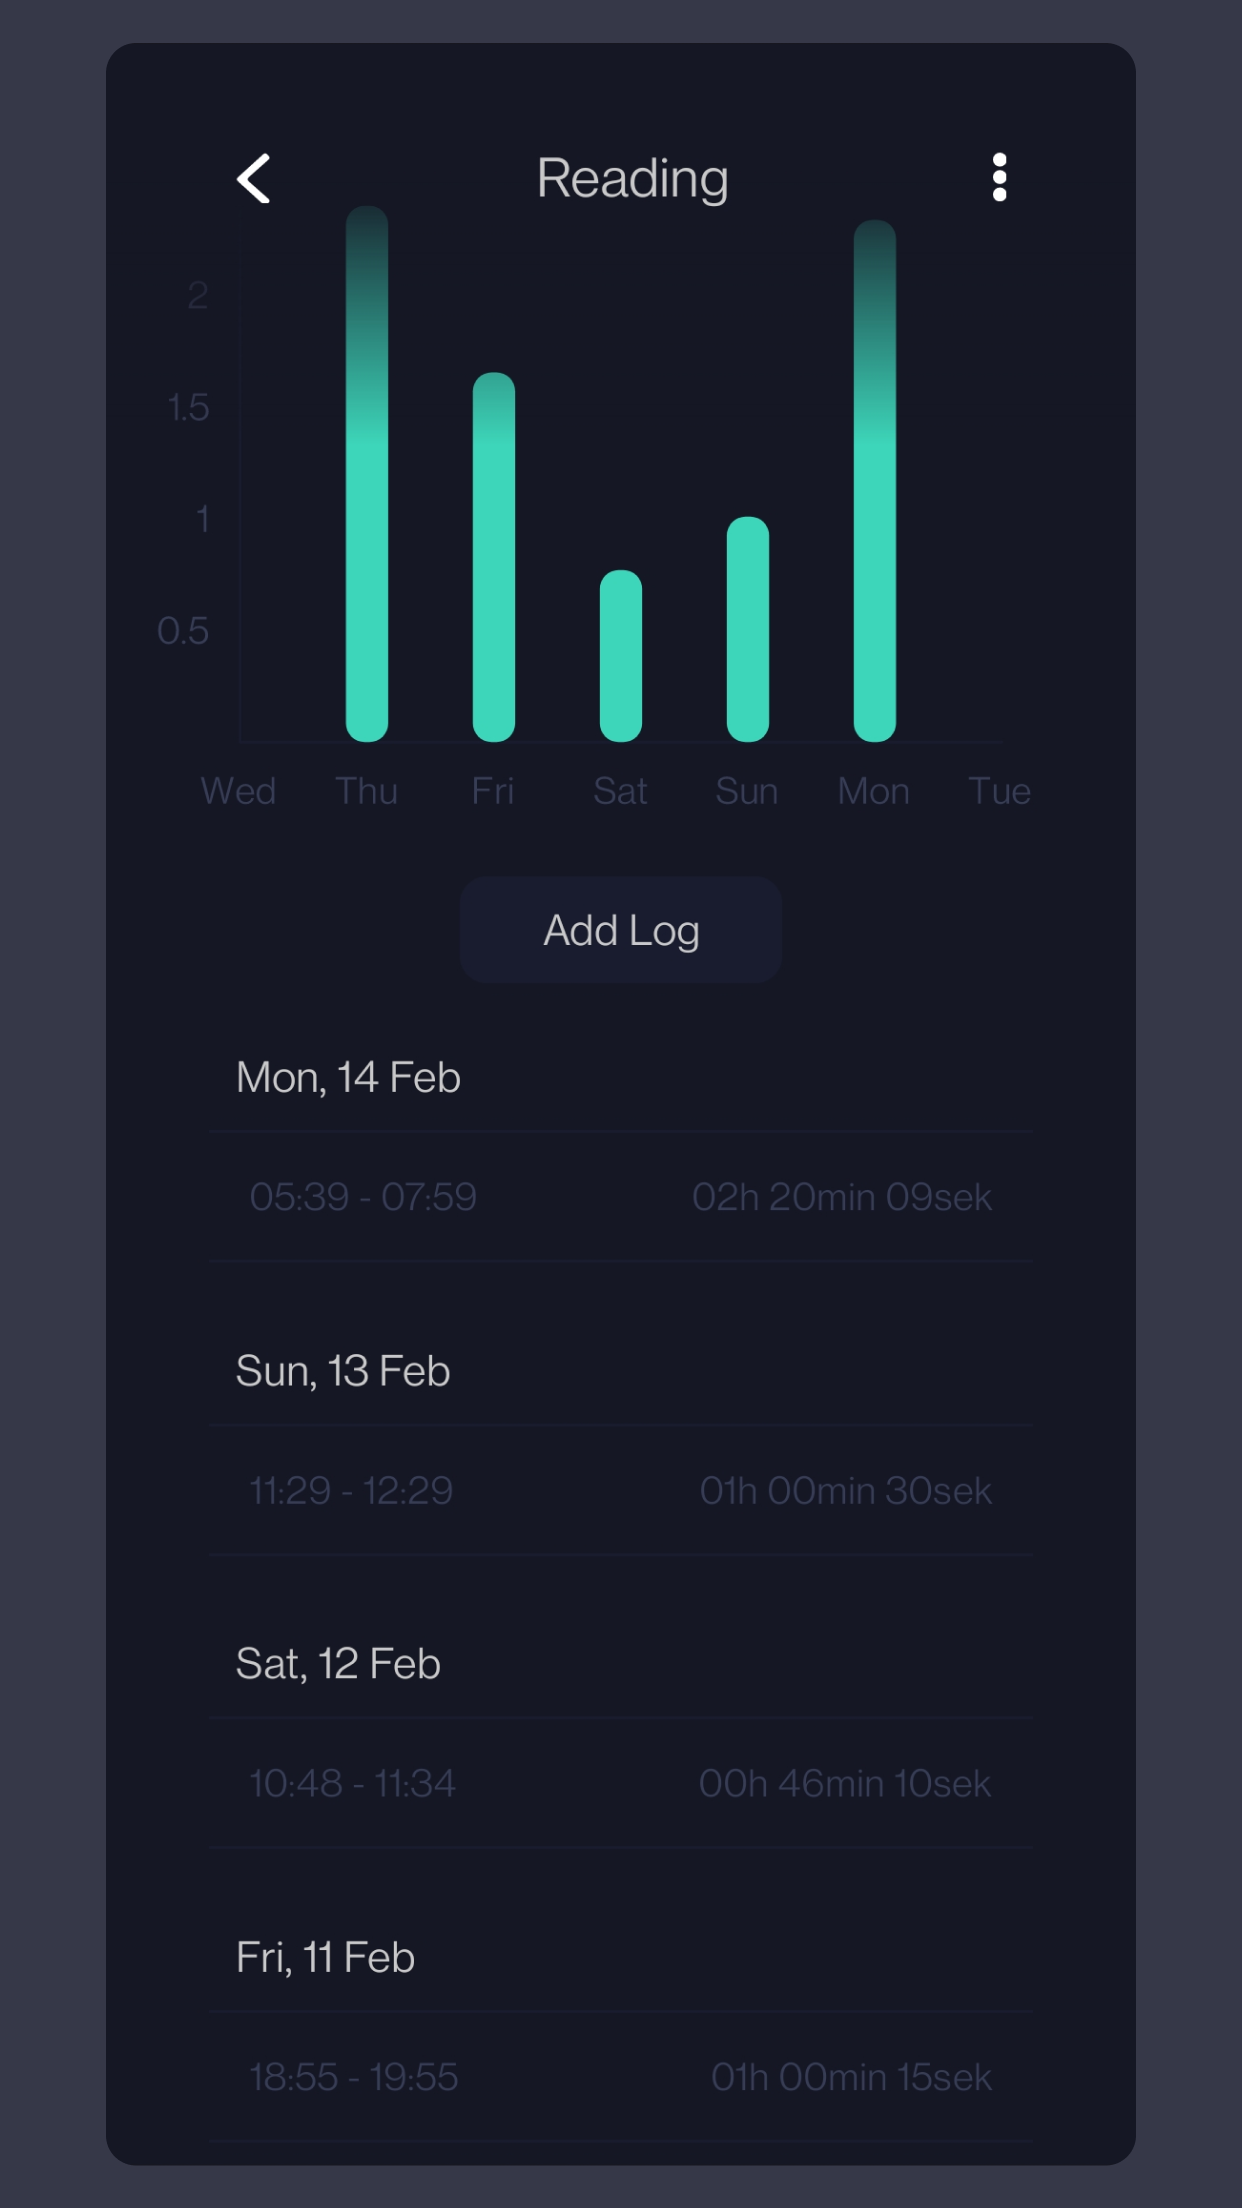 Reading
2
1.5
1
0.5
Wed Thu Fri Sat Sun Mon Tue
Add Log
Mon, 14 Feb
05:39 - 07:59 02h 20min 09sek
Sun, 13 Feb
11:29 - 12:29 01h 00min 30sek
Sat, 12 Feb
10:48 - 11:34 00h 46min 10sek
Fri, 11 Feb
18:55 - 19:55 01h 00min 15sek